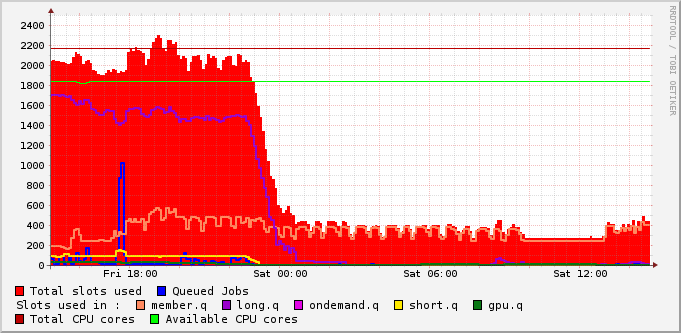 2400
2200
2000
1800
1600
1400
1200
1000
800
600
400
200
0
Fri 18:00 Sat 00:00 Sat 06:00 Sat 12:00
Total slots used Queued Jobs
Slots used in : member.q long.q ondemand.q short.q gpu.q
Total CPU cores Available CPU cores
RRDTOOL / TOBI OETIKER